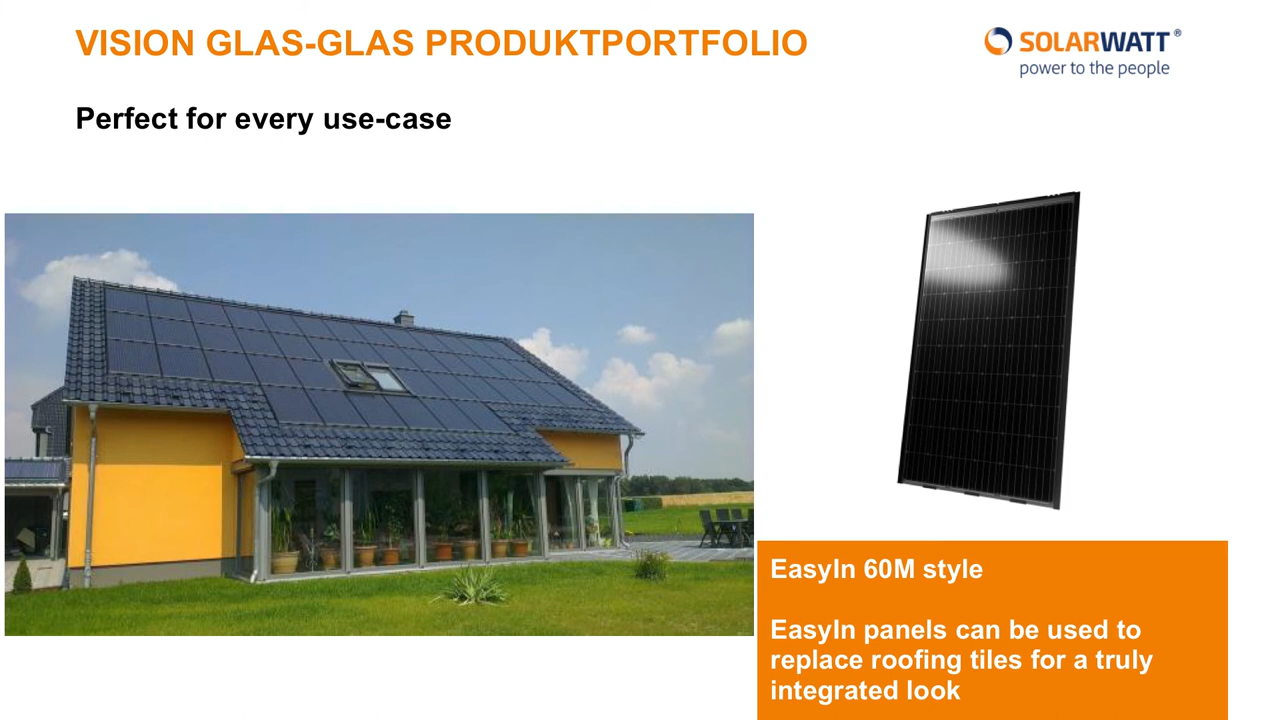 VISION GLAS-GLAS PRODUKTPORTFOLIO
SOLARWATT®
power to the people
Perfect for every use-case
EasyIn 60M style
EasyIn panels can be used to
replace roofing tiles for a truly
integrated look